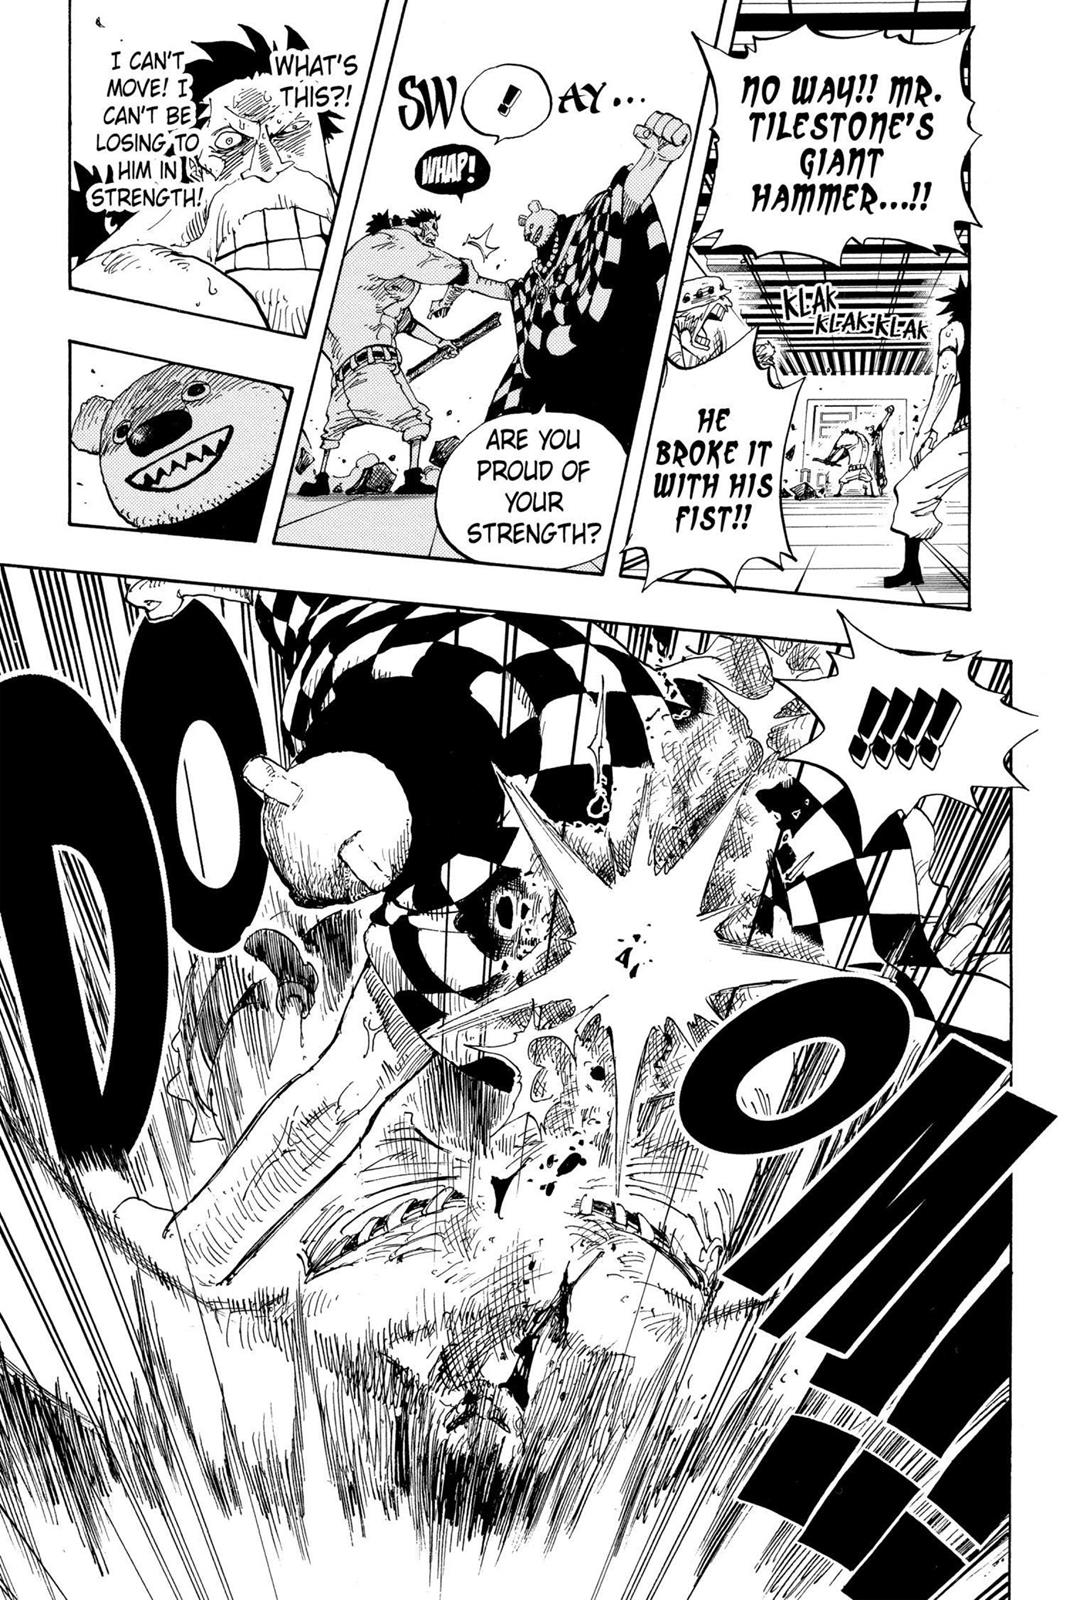 NO WAY!! MR.
TILESTONE'S
GIANT
HAMMER...!!
KLAK
KLAK KLAK
HE
BROKE IT
WITH HIS
FIST!!
SW
!!
AY...
WHAP!
ARE YOU
PROUD OF
YOUR
STRENGTH?
WHAT'S
THIS?!
I CAN'T
MOVE! I
CAN'T BE
LOSING TO
HIM IN
STRENGTH!
!!!!
DOOM